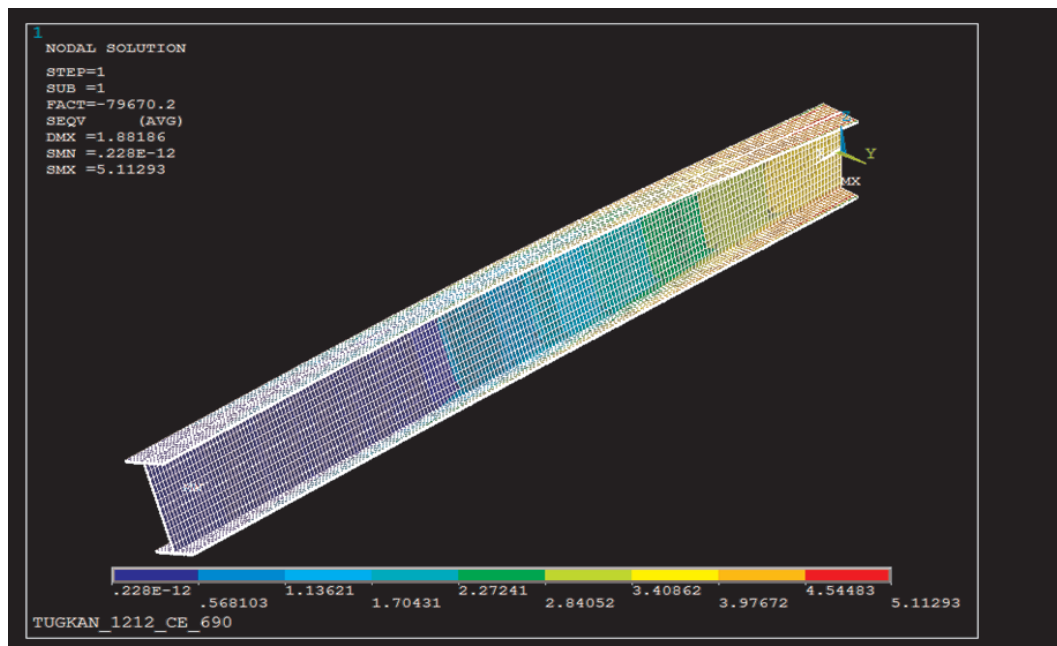 1
NODAL SOLUTION
STEP=1
SUB =1
FACT=-79670.2
SEQV (AVG)
DMX =1.88186
SMN =.228E-12
SMX =5.11293
Z
Y
MX
.228E-12 1.13621 2.27241 3.40862 4.54483
.568103 1.70431 2.84052 3.97672 5.11293
TUGKAN_1212_CE_690